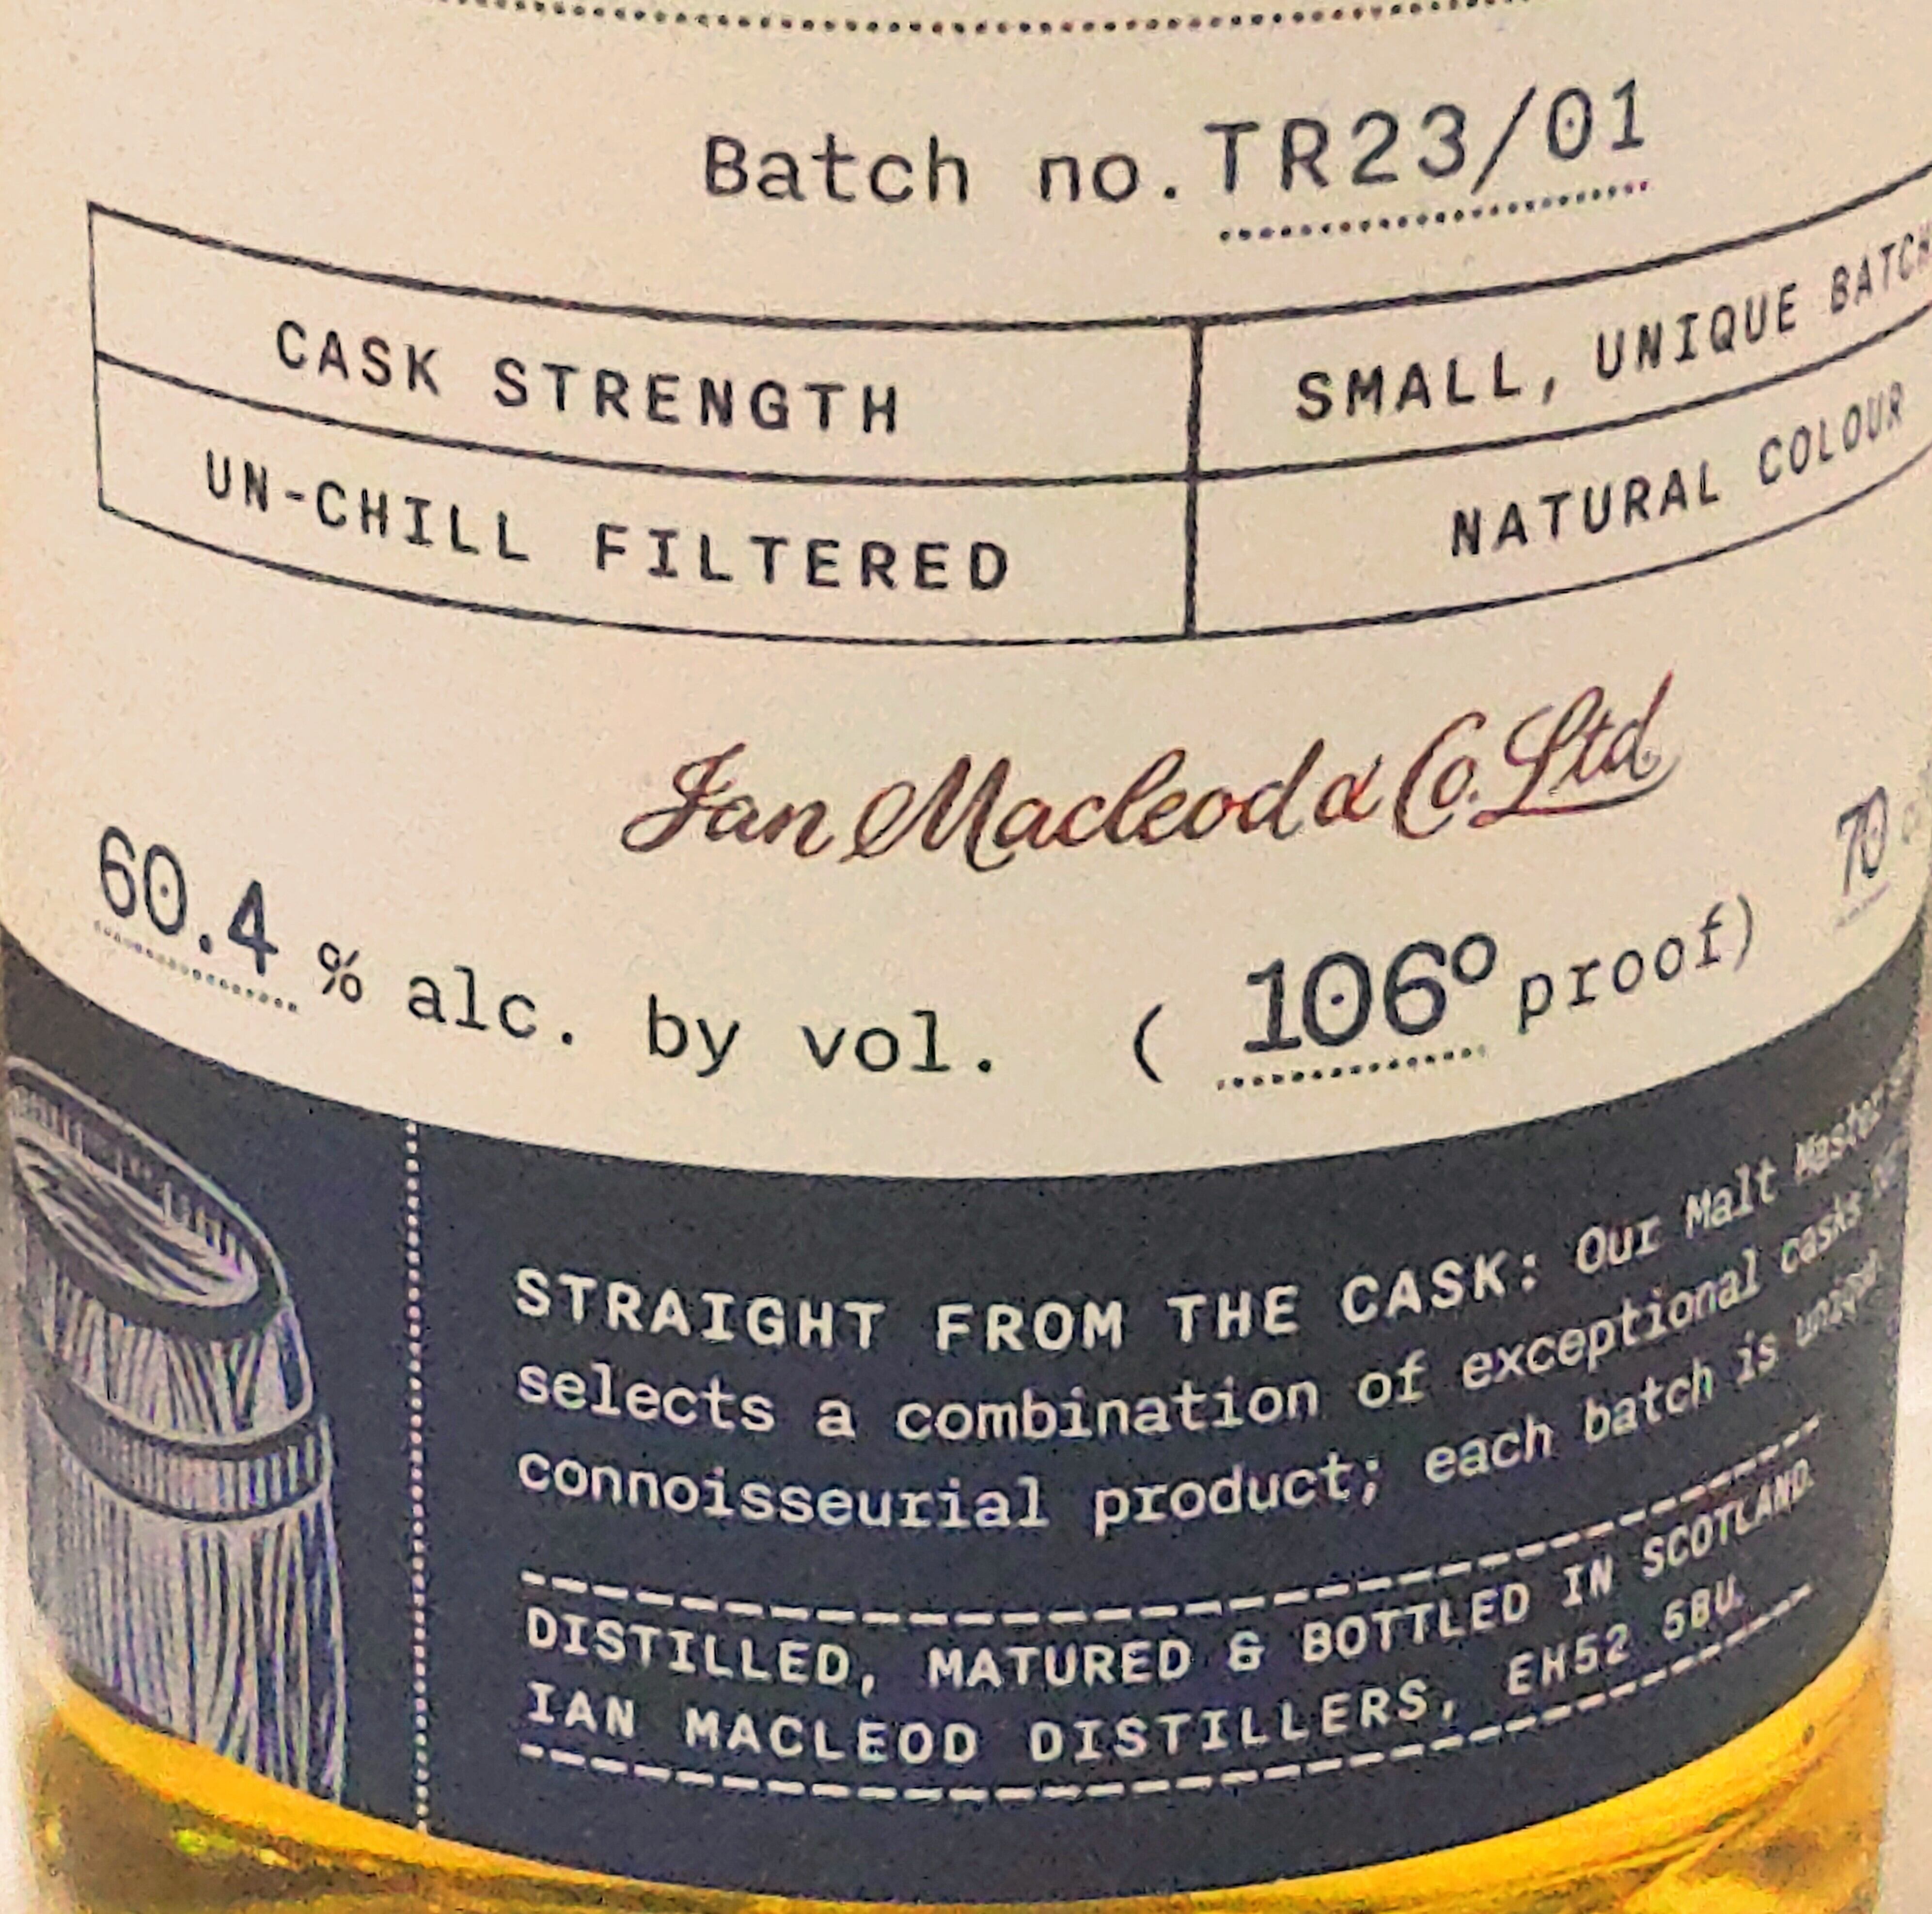 Batch no. TR23/01
CASK STRENGTH
SMALL, UNIQUE BATCH
UN-CHILL FILTERED
NATURAL COLOUR
Ian Macleod & Co. Ltd.
60.4 % alc. by vol. ( 106º proof) 70
STRAIGHT FROM THE CASK: Our Malt Master
selects a combination of exceptional casks
connoisseurial product; each batch is
DISTILLED, MATURED & BOTTLED IN SCOTLAND.
IAN MACLEOD DISTILLERS, EH52 5BU.